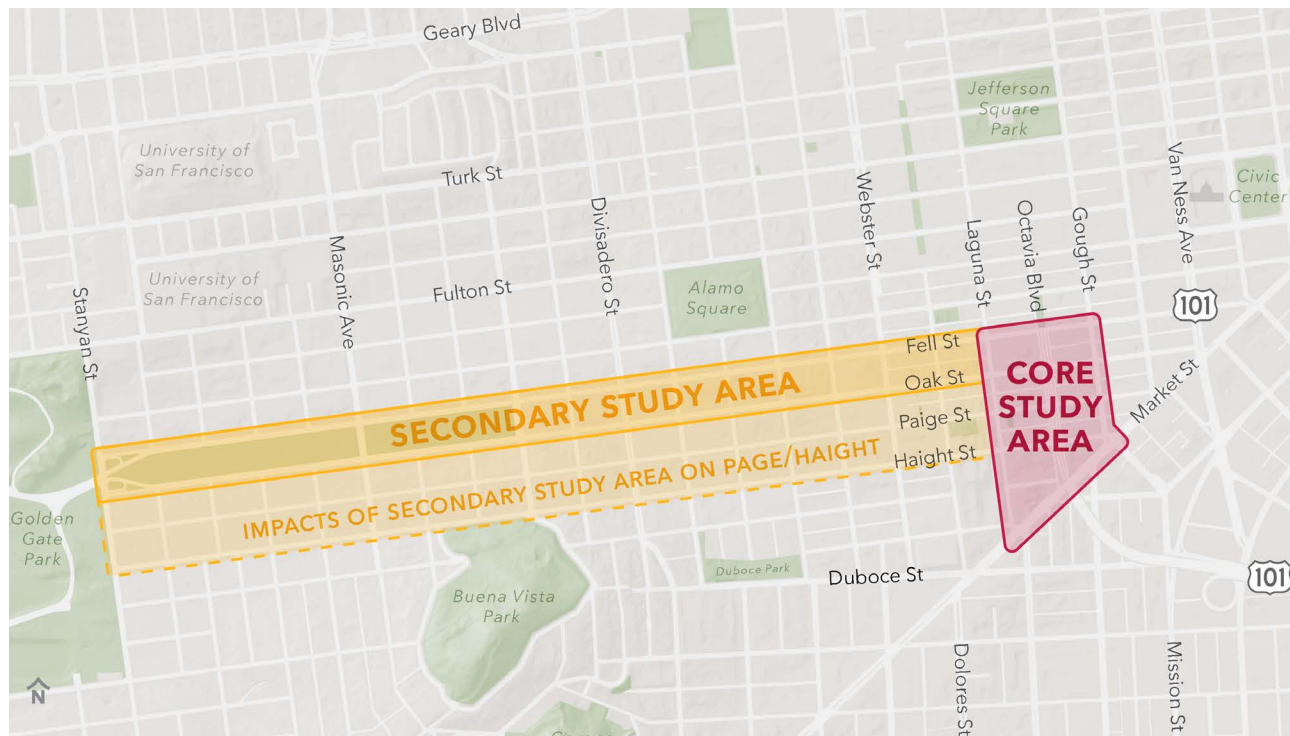 Geary Blvd
Jefferson
Square
Park
University of
San Francisco
Turk St
Van Ness Ave
Civic
Center
Webster St
Divisadero St
Octavia Blvd
Gough St
Laguna St
Masonic Ave
University of
San Francisco
Fulton St
Alamo
Square
Stanyan St
101
Fell St
Oak St
CORE
STUDY
AREA
SECONDARY STUDY AREA
Market St
Paige St
Haight St
IMPACTS OF SECONDARY STUDY AREA ON PAGE/HAIGHT
Golden
Gate
Park
Duboce Park
Duboce St
101
Buena Vista
Park
Dolores St
Mission St
N